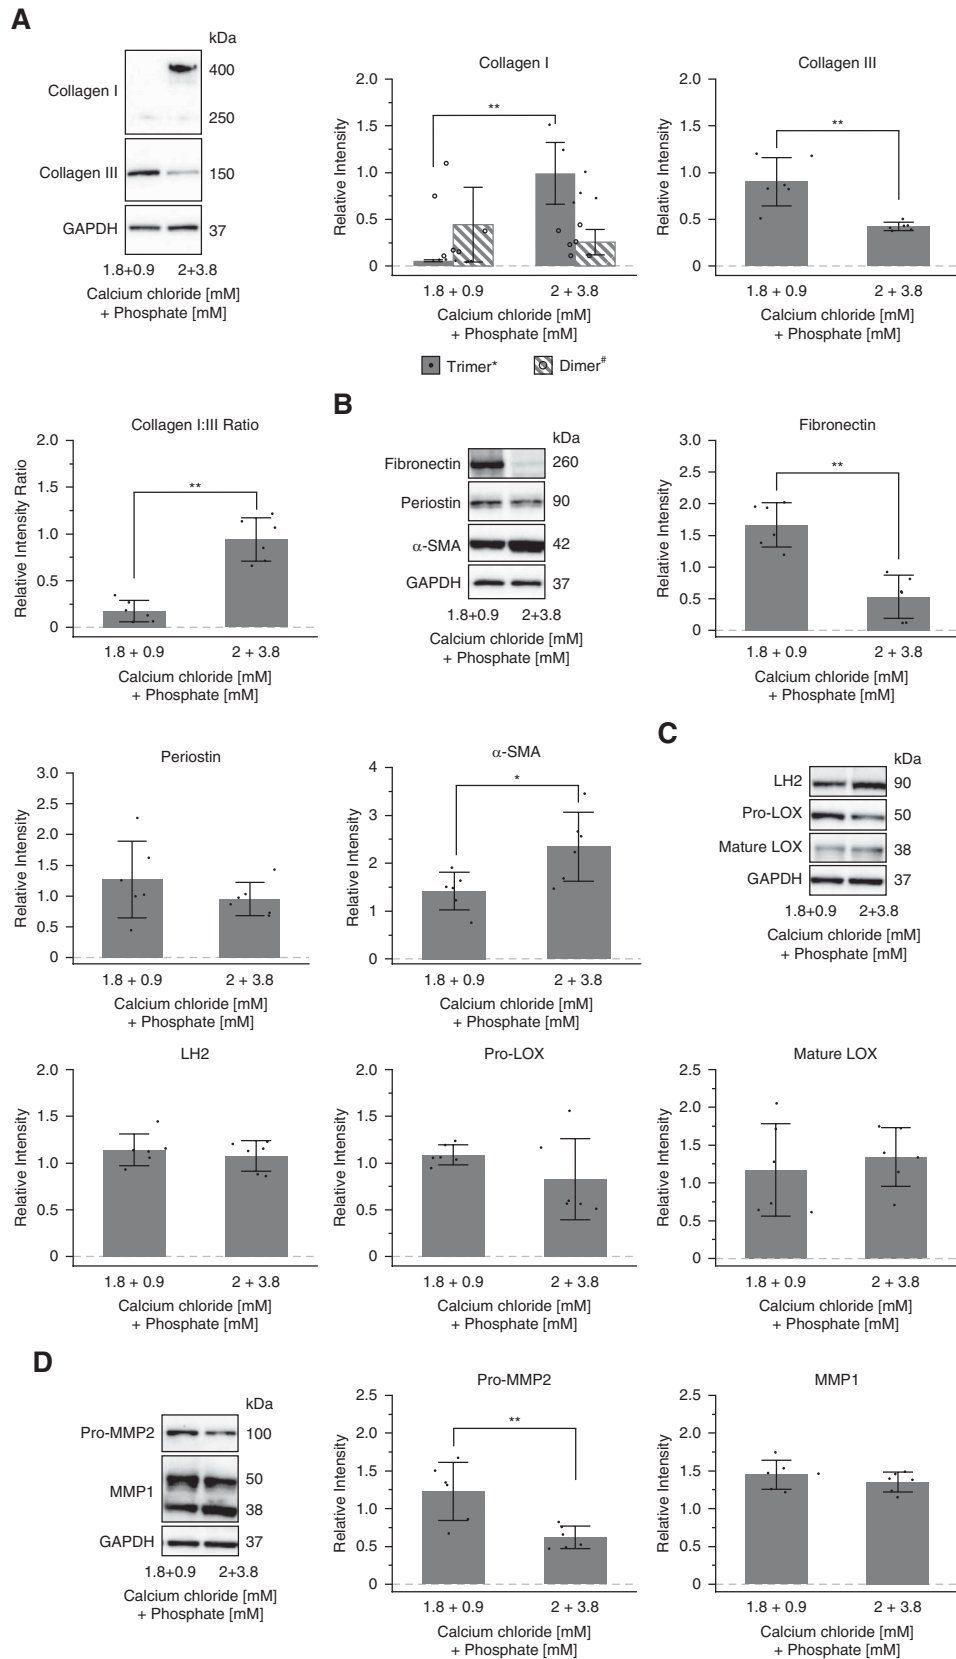 A
kDa
Collagen I
400
250
Collagen III
150
GAPDH
37
1.8+0.9 2+3.8
Calcium chloride [mM]
+ Phosphate [mM]
Collagen I
Relative Intensity
2.0
1.5
1.0
0.5
0
**
1.8 + 0.9 2 + 3.8
Calcium chloride [mM]
+ Phosphate [mM]
Trimer* Dimer#
Collagen III
Relative Intensity
2.0
1.5
1.0
0.5
0
**
1.8 + 0.9 2 + 3.8
Calcium chloride [mM]
+ Phosphate [mM]
Collagen I:III Ratio
Relative Intensity Ratio
2.0
1.5
1.0
0.5
0
**
1.8 + 0.9 2 + 3.8
Calcium chloride [mM]
+ Phosphate [mM]
B
kDa
Fibronectin 260
Periostin 90
α-SMA 42
GAPDH 37
1.8+0.9 2+3.8
Calcium chloride [mM]
+ Phosphate [mM]
Fibronectin
Relative Intensity
3.0
2.5
2.0
1.5
1.0
0.5
0
**
1.8 + 0.9 2 + 3.8
Calcium chloride [mM]
+ Phosphate [mM]
Periostin
Relative Intensity
3.0
2.5
2.0
1.5
1.0
0.5
0
1.8 + 0.9 2 + 3.8
Calcium chloride [mM]
+ Phosphate [mM]
α-SMA
Relative Intensity
4
3
2
1
0
*
1.8 + 0.9 2 + 3.8
Calcium chloride [mM]
+ Phosphate [mM]
C
kDa
LH2 90
Pro-LOX 50
Mature LOX 38
GAPDH 37
1.8+0.9 2+3.8
Calcium chloride [mM]
+ Phosphate [mM]
LH2
Relative Intensity
2.0
1.5
1.0
0.5
0
1.8 + 0.9 2 + 3.8
Calcium chloride [mM]
+ Phosphate [mM]
Pro-LOX
Relative Intensity
2.0
1.5
1.0
0.5
0
1.8 + 0.9 2 + 3.8
Calcium chloride [mM]
+ Phosphate [mM]
Mature LOX
Relative Intensity
2.5
2.0
1.5
1.0
0.5
0
1.8 + 0.9 2 + 3.8
Calcium chloride [mM]
+ Phosphate [mM]
D
kDa
Pro-MMP2 100
MMP1
50
38
GAPDH 37
1.8+0.9 2+3.8
Calcium chloride [mM]
+ Phosphate [mM]
Pro-MMP2
Relative Intensity
2.5
2.0
1.5
1.0
0.5
0
**
1.8 + 0.9 2 + 3.8
Calcium chloride [mM]
+ Phosphate [mM]
MMP1
Relative Intensity
2.5
2.0
1.5
1.0
0.5
0
1.8 + 0.9 2 + 3.8
Calcium chloride [mM]
+ Phosphate [mM]